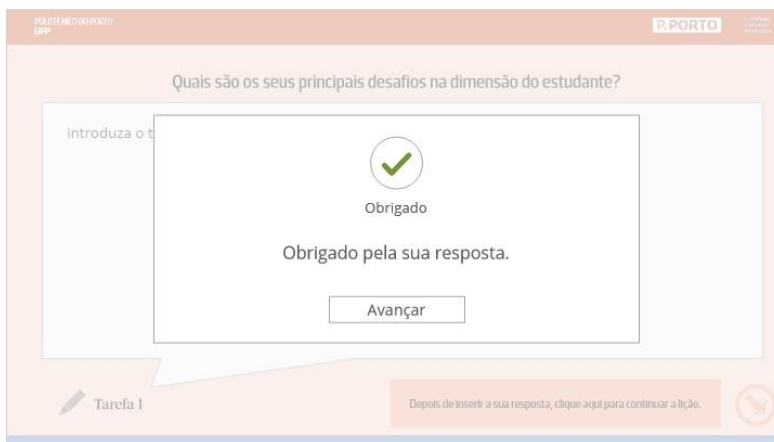 POLITÉCNICO DO PORTO
P.PORTO
Quais são os seus principais desafios na dimensão do estudante?
introduza o t
Obrigado
Obrigado pela sua resposta.
Avançar
Tarefa 1
Depois de inserir a sua resposta, clique aqui para continuar a lição.